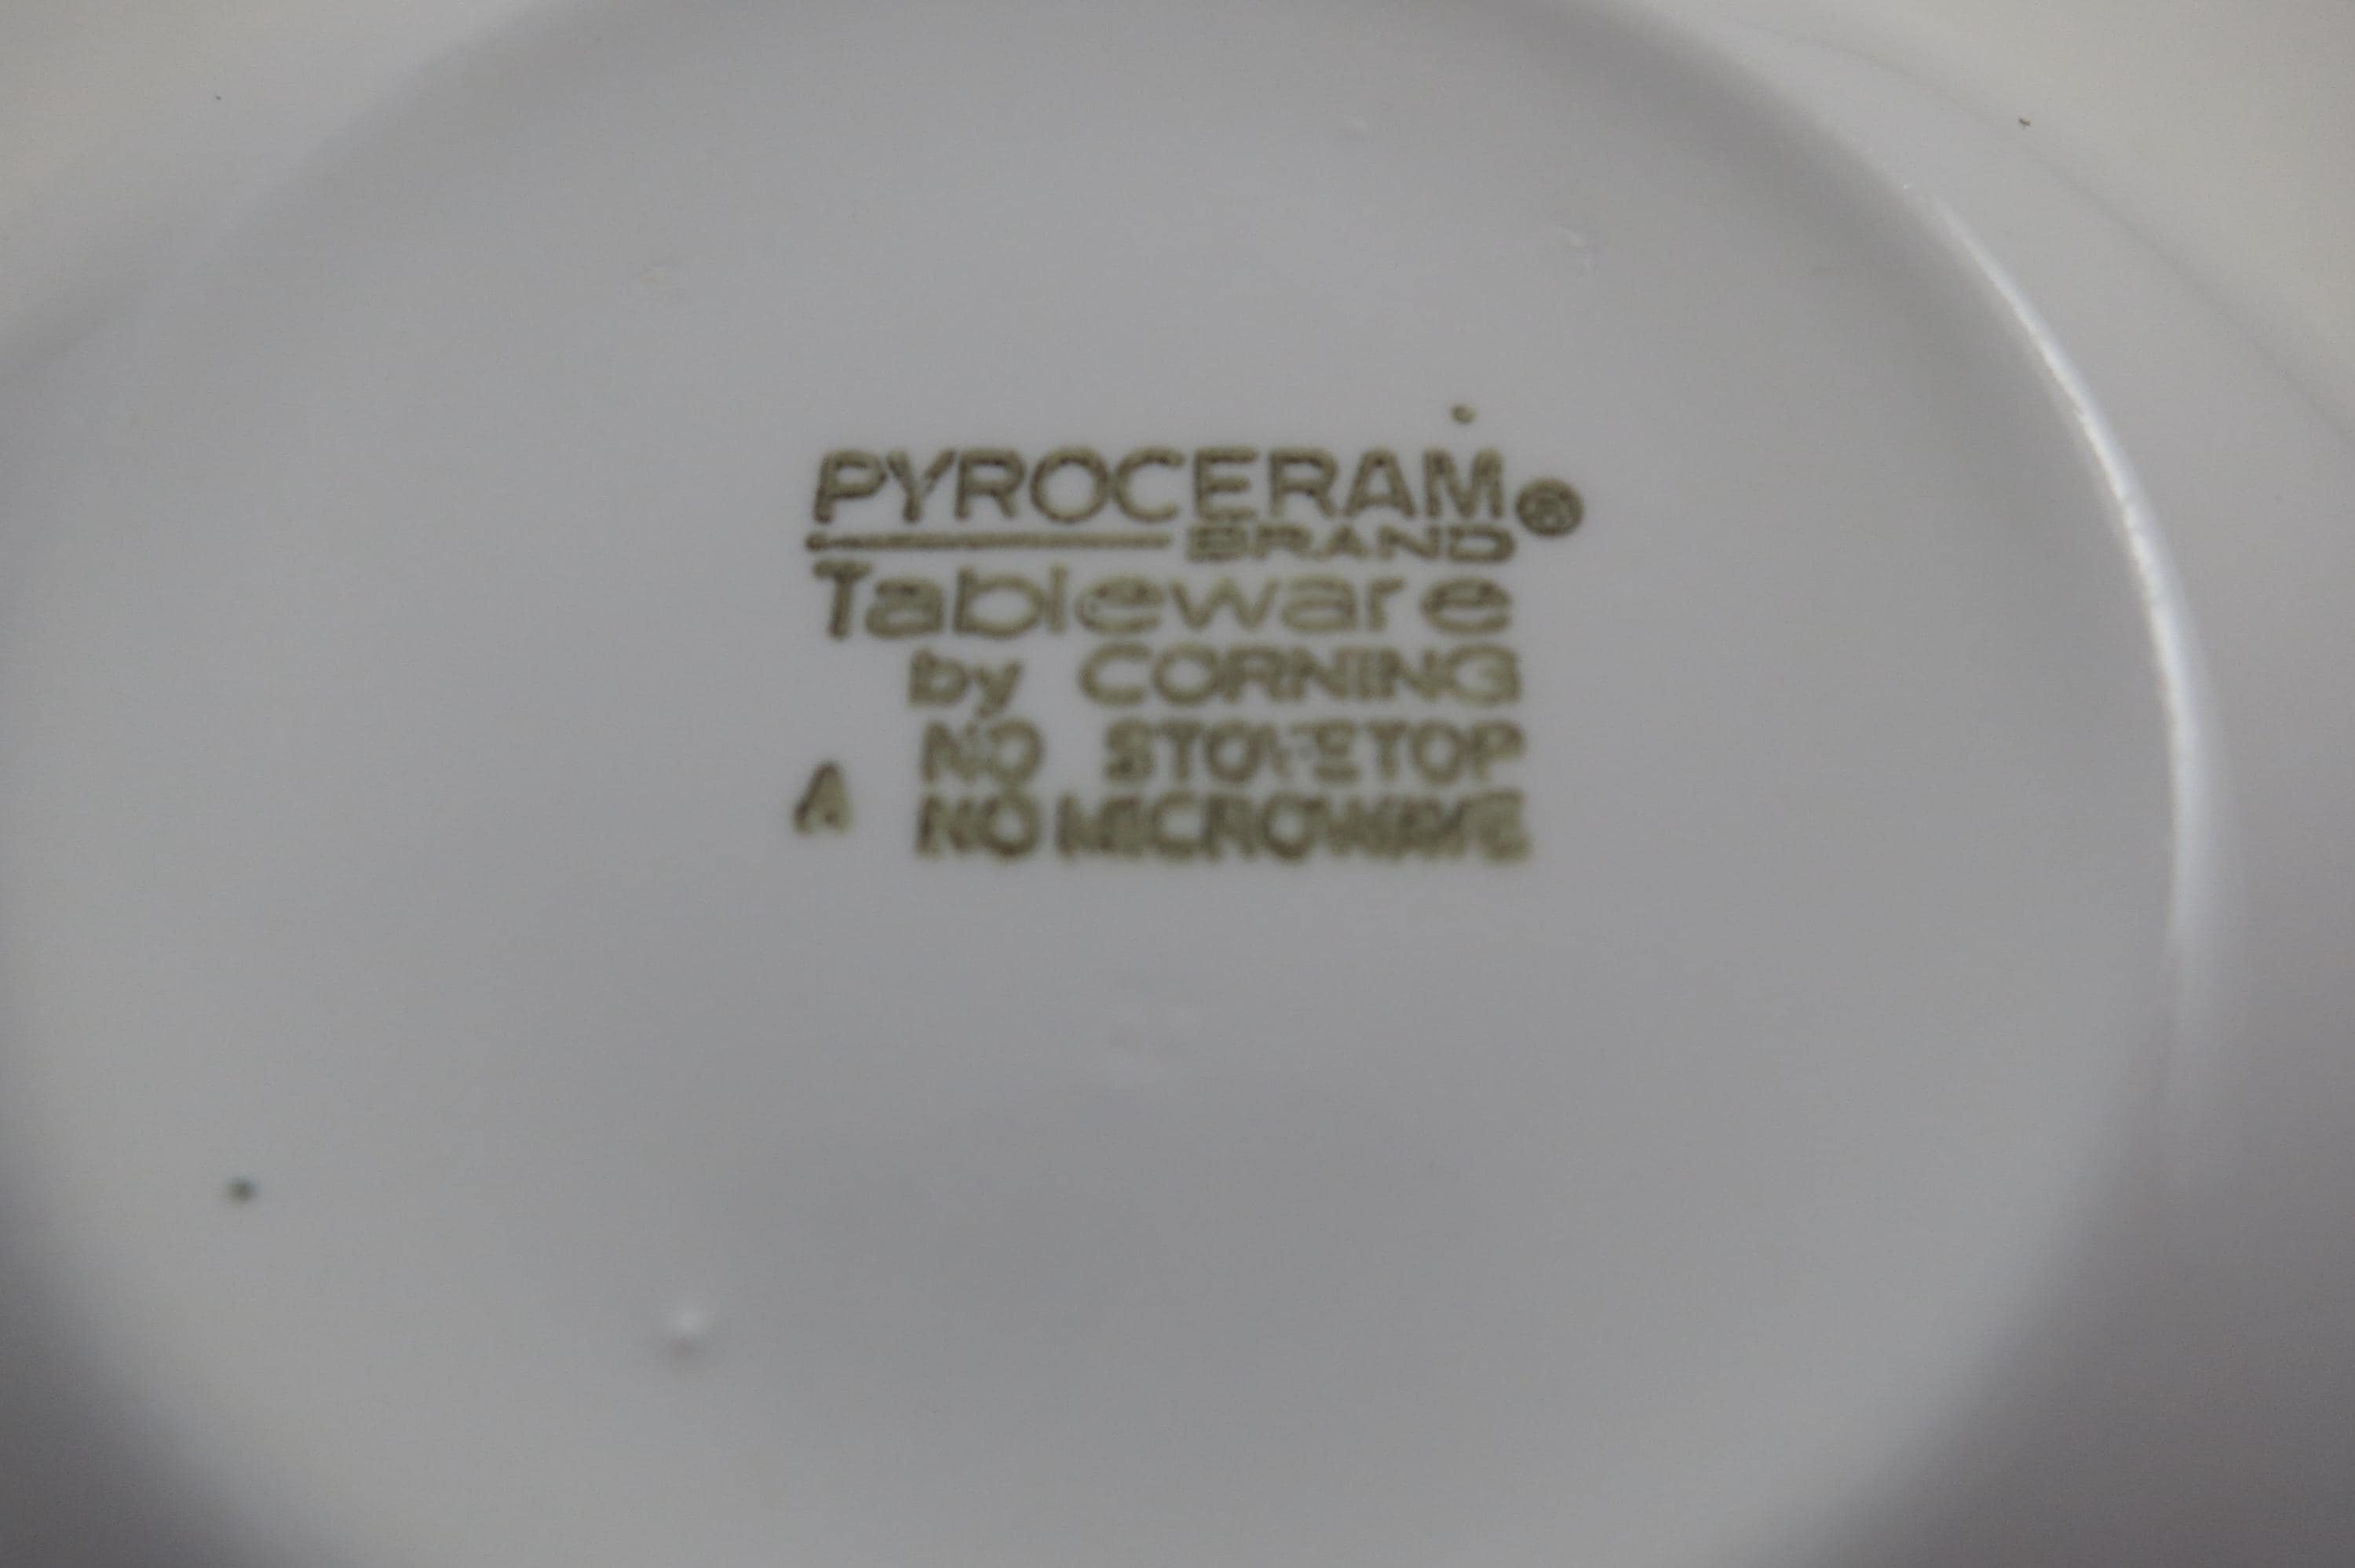 PYROCERAM®
BRAND
Tableware
by CORNING
NO STOVETOP
A NO MICROWAVE